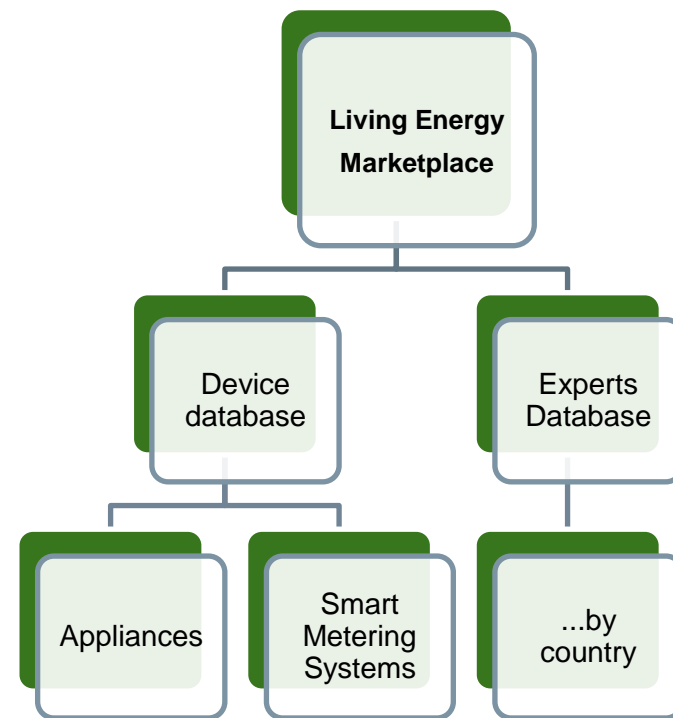 Living Energy
Marketplace
Device
database
Experts
Database
Appliances
Smart
Metering
Systems
...by
country